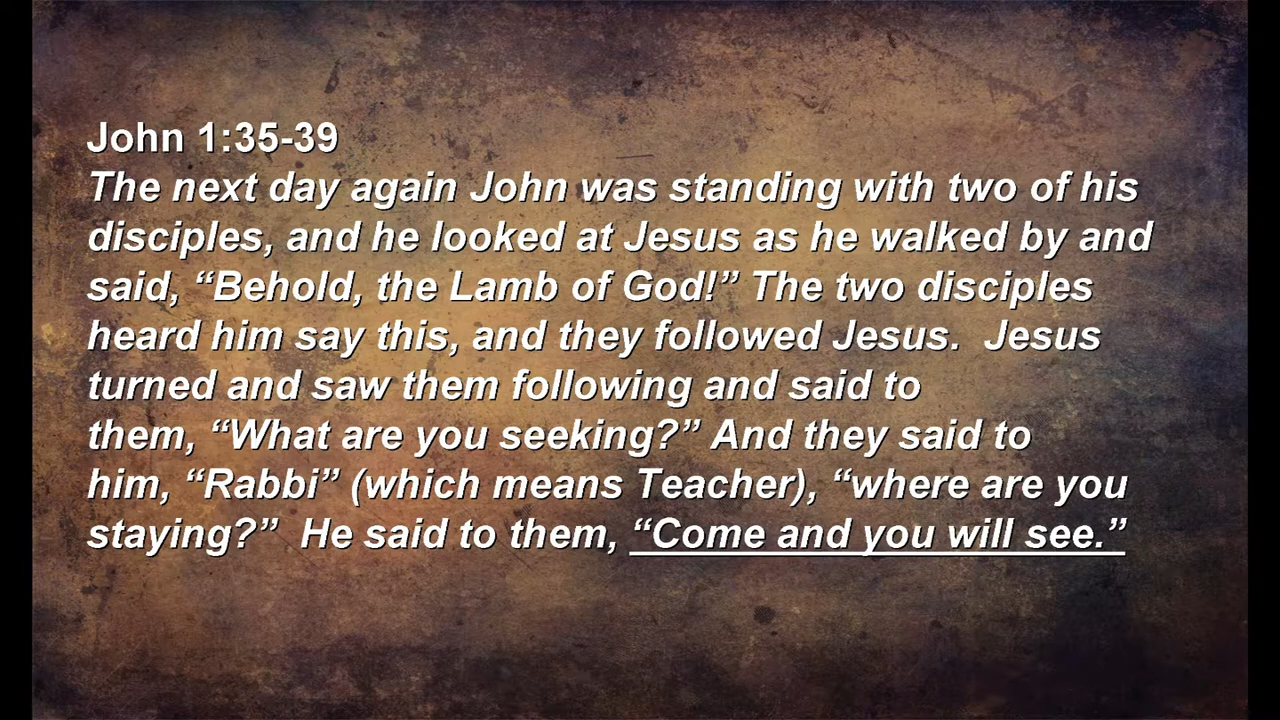 John 1:35-39
The next day again John was standing with two of his
disciples, and he looked at Jesus as he walked by and
said, “Behold, the Lamb of God!” The two disciples
heard him say this, and they followed Jesus.  Jesus
turned and saw them following and said to
them, “What are you seeking?” And they said to
him, “Rabbi” (which means Teacher), “where are you
staying?”  He said to them, “Come and you will see.”